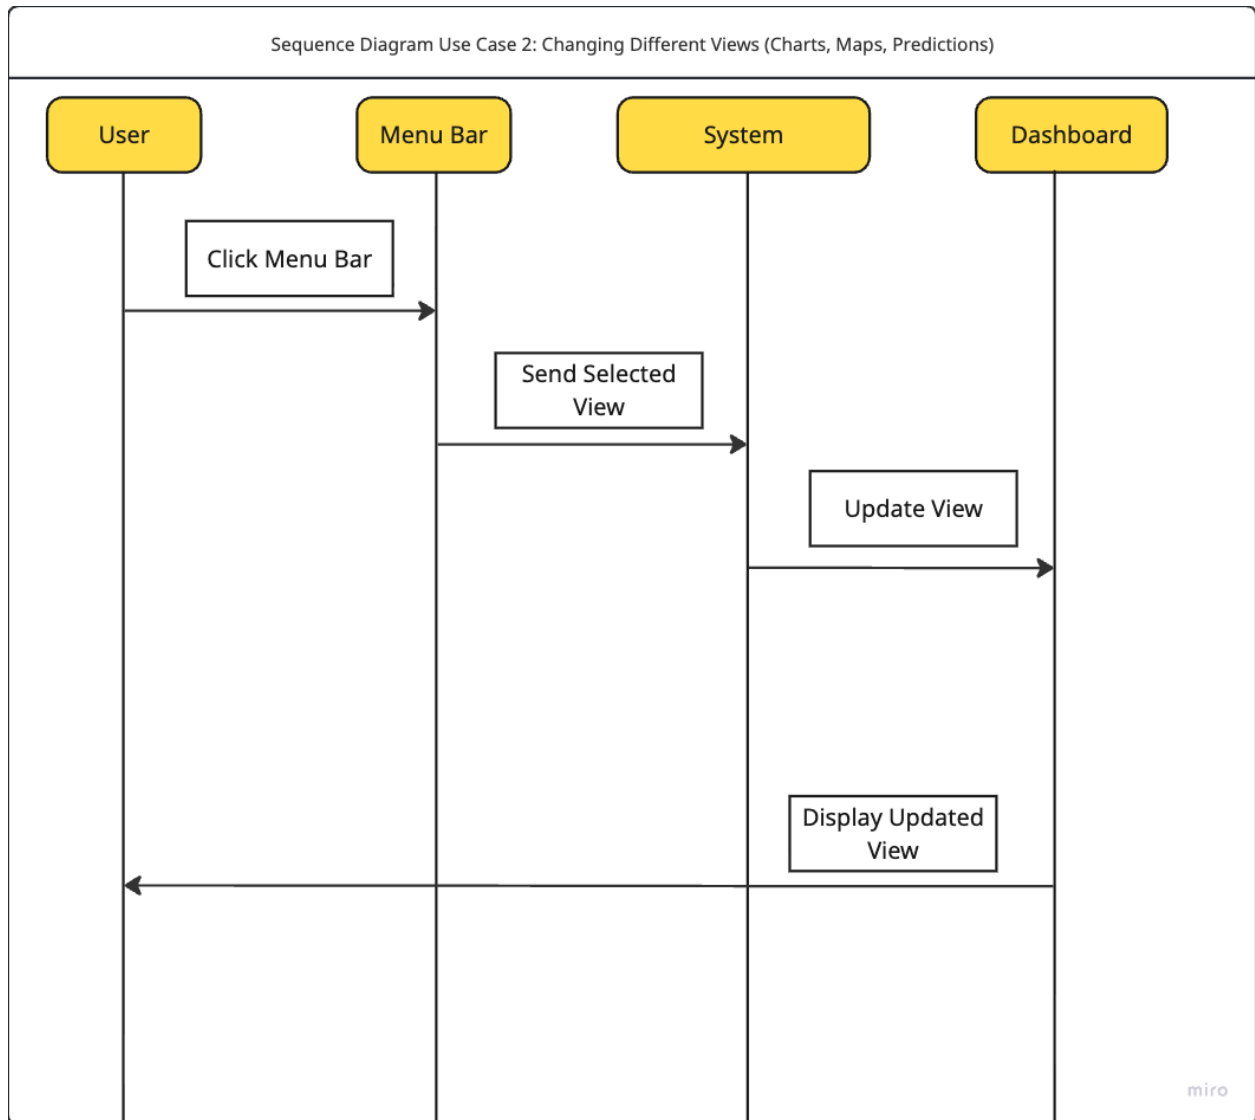 Sequence Diagram Use Case 2: Changing Different Views (Charts, Maps, Predictions)
User
Menu Bar
System
Dashboard
Click Menu Bar
Send Selected
View
Update View
Display Updated
View
miro